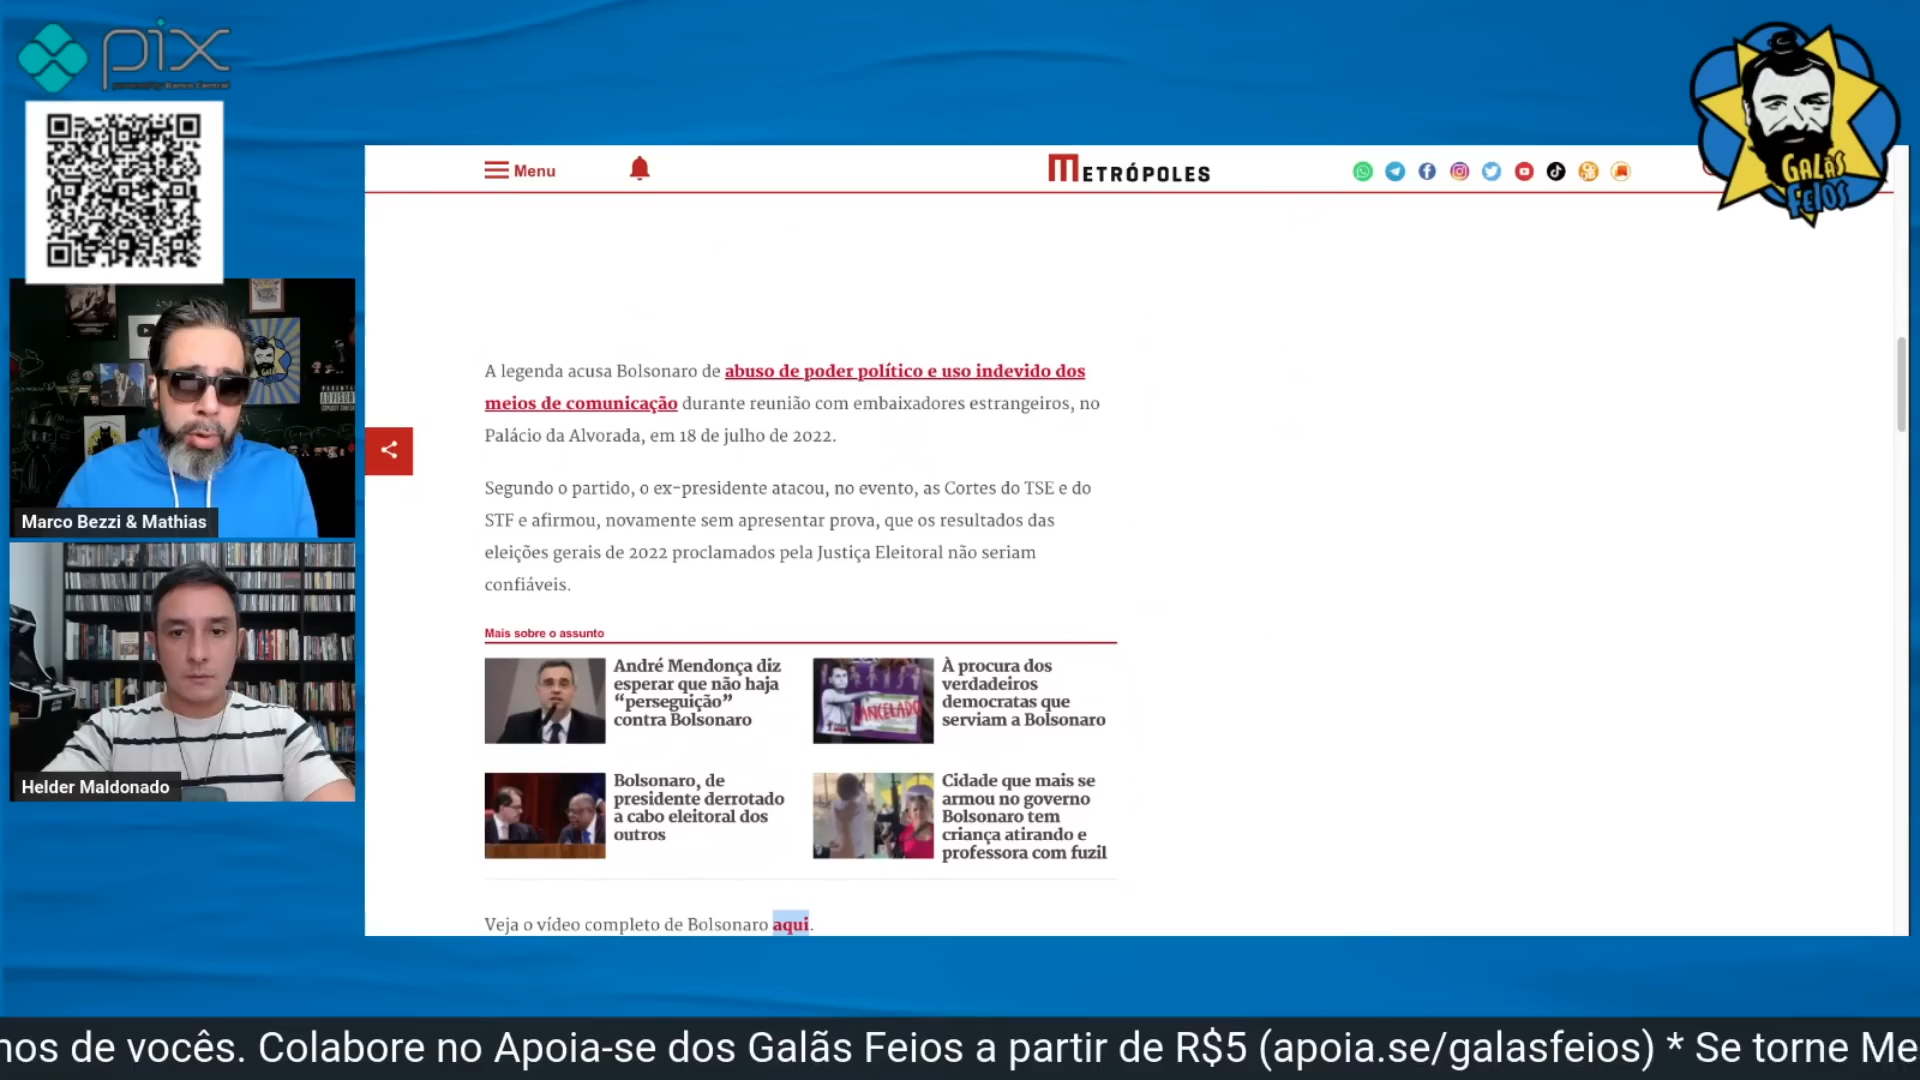 pix
powered by Banco Central
GALÃS
FEIOS
Menu
METRÓPOLES
A legenda acusa Bolsonaro de abuso de poder político e uso indevido dos
meios de comunicação durante reunião com embaixadores estrangeiros, no
Palácio da Alvorada, em 18 de julho de 2022.
Segundo o partido, o ex-presidente atacou, no evento, as Cortes do TSE e do
STF e afirmou, novamente sem apresentar prova, que os resultados das
eleições gerais de 2022 proclamados pela Justiça Eleitoral não seriam
confiáveis.
Mais sobre o assunto
André Mendonça diz
esperar que não haja
“perseguição”
contra Bolsonaro
À procura dos
verdadeiros
democratas que
serviam a Bolsonaro
CANCELADO
Bolsonaro, de
presidente derrotado
a cabo eleitoral dos
outros
Cidade que mais se
armou no governo
Bolsonaro tem
criança atirando e
professora com fuzil
Veja o vídeo completo de Bolsonaro aqui.
Marco Bezzi & Mathias
Helder Maldonado
nos de vocês. Colabore no Apoia-se dos Galãs Feios a partir de R$5 (apoia.se/galasfeios) * Se torne Me